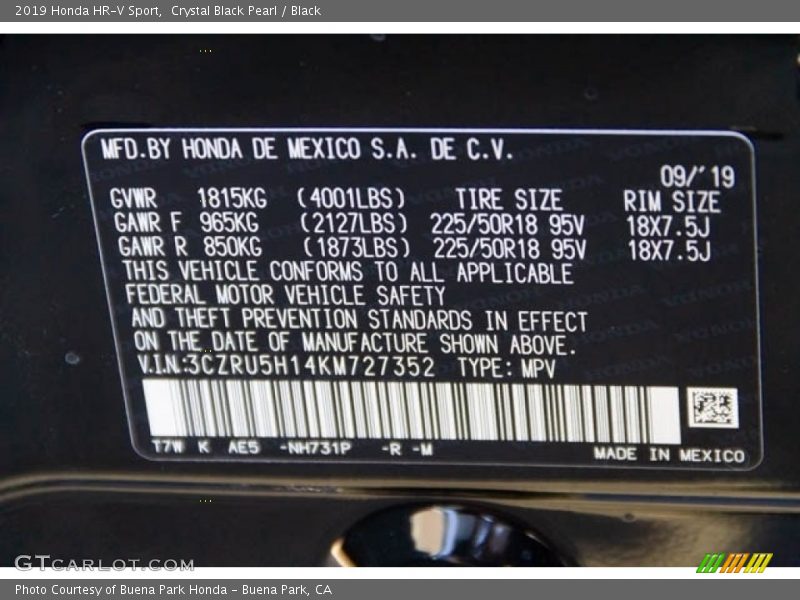 2019 Honda HR-V Sport, Crystal Black Pearl / Black
MFD.BY HONDA DE MEXICO S.A. DE C.V.
09/'19
GVWR 1815KG (4001LBS) TIRE SIZE RIM SIZE
GAWR F 965KG (2127LBS) 225/50R18 95V 18X7.5J
GAWR R 850KG (1873LBS) 225/50R18 95V 18X7.5J
THIS VEHICLE CONFORMS TO ALL APPLICABLE
FEDERAL MOTOR VEHICLE SAFETY
AND THEFT PREVENTION STANDARDS IN EFFECT
ON THE DATE OF MANUFACTURE SHOWN ABOVE.
V.I.N:3CZRU5H14KM727352 TYPE: MPV
T7W K AE5 -NH731P -R -M
MADE IN MEXICO
GTCARLOT.COM
Photo Courtesy of Buena Park Honda - Buena Park, CA